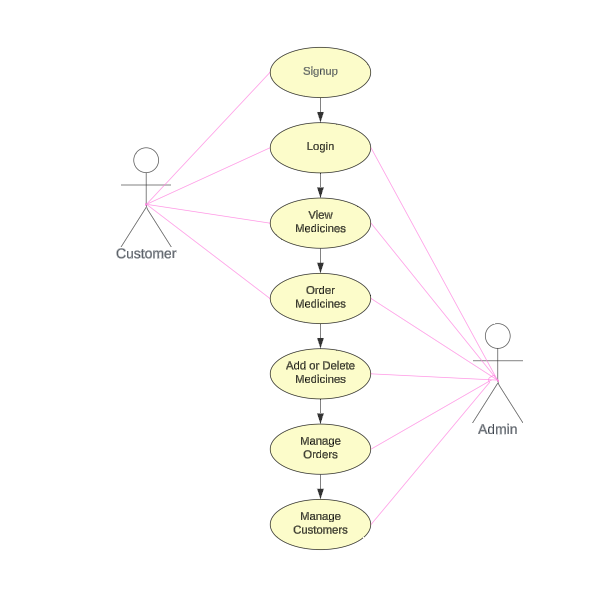 Signup
Login
View
Medicines
Order
Medicines
Add or Delete
Medicines
Manage
Orders
Manage
Customers
Customer
Admin